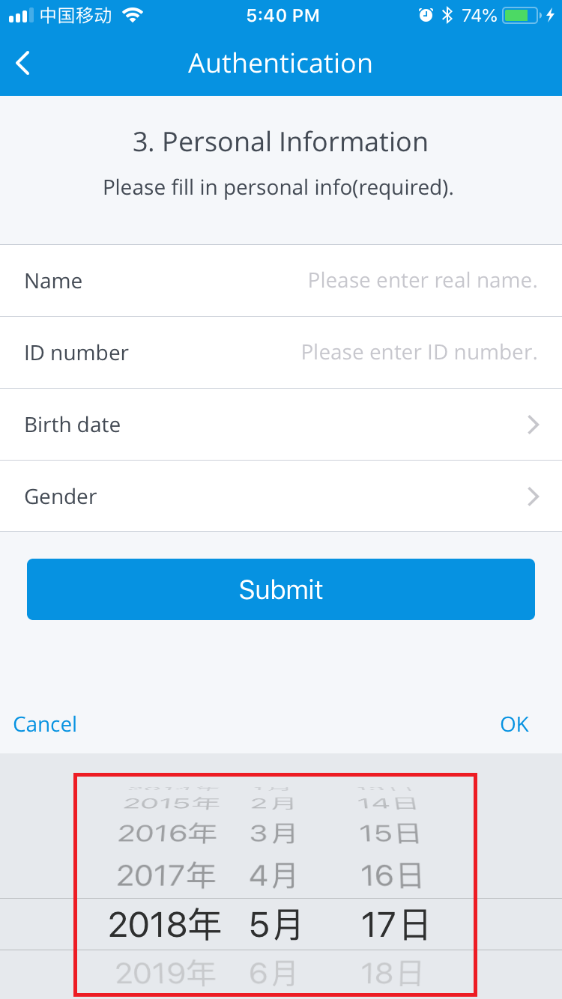 中国移动 5:40 PM 74%
Authentication
3. Personal Information
Please fill in personal info(required).
Name Please enter real name.
ID number Please enter ID number.
Birth date
Gender
Submit
Cancel OK
2015年 2月 14日
2016年 3月 15日
2017年 4月 16日
2018年 5月 17日
2019年 6月 18日